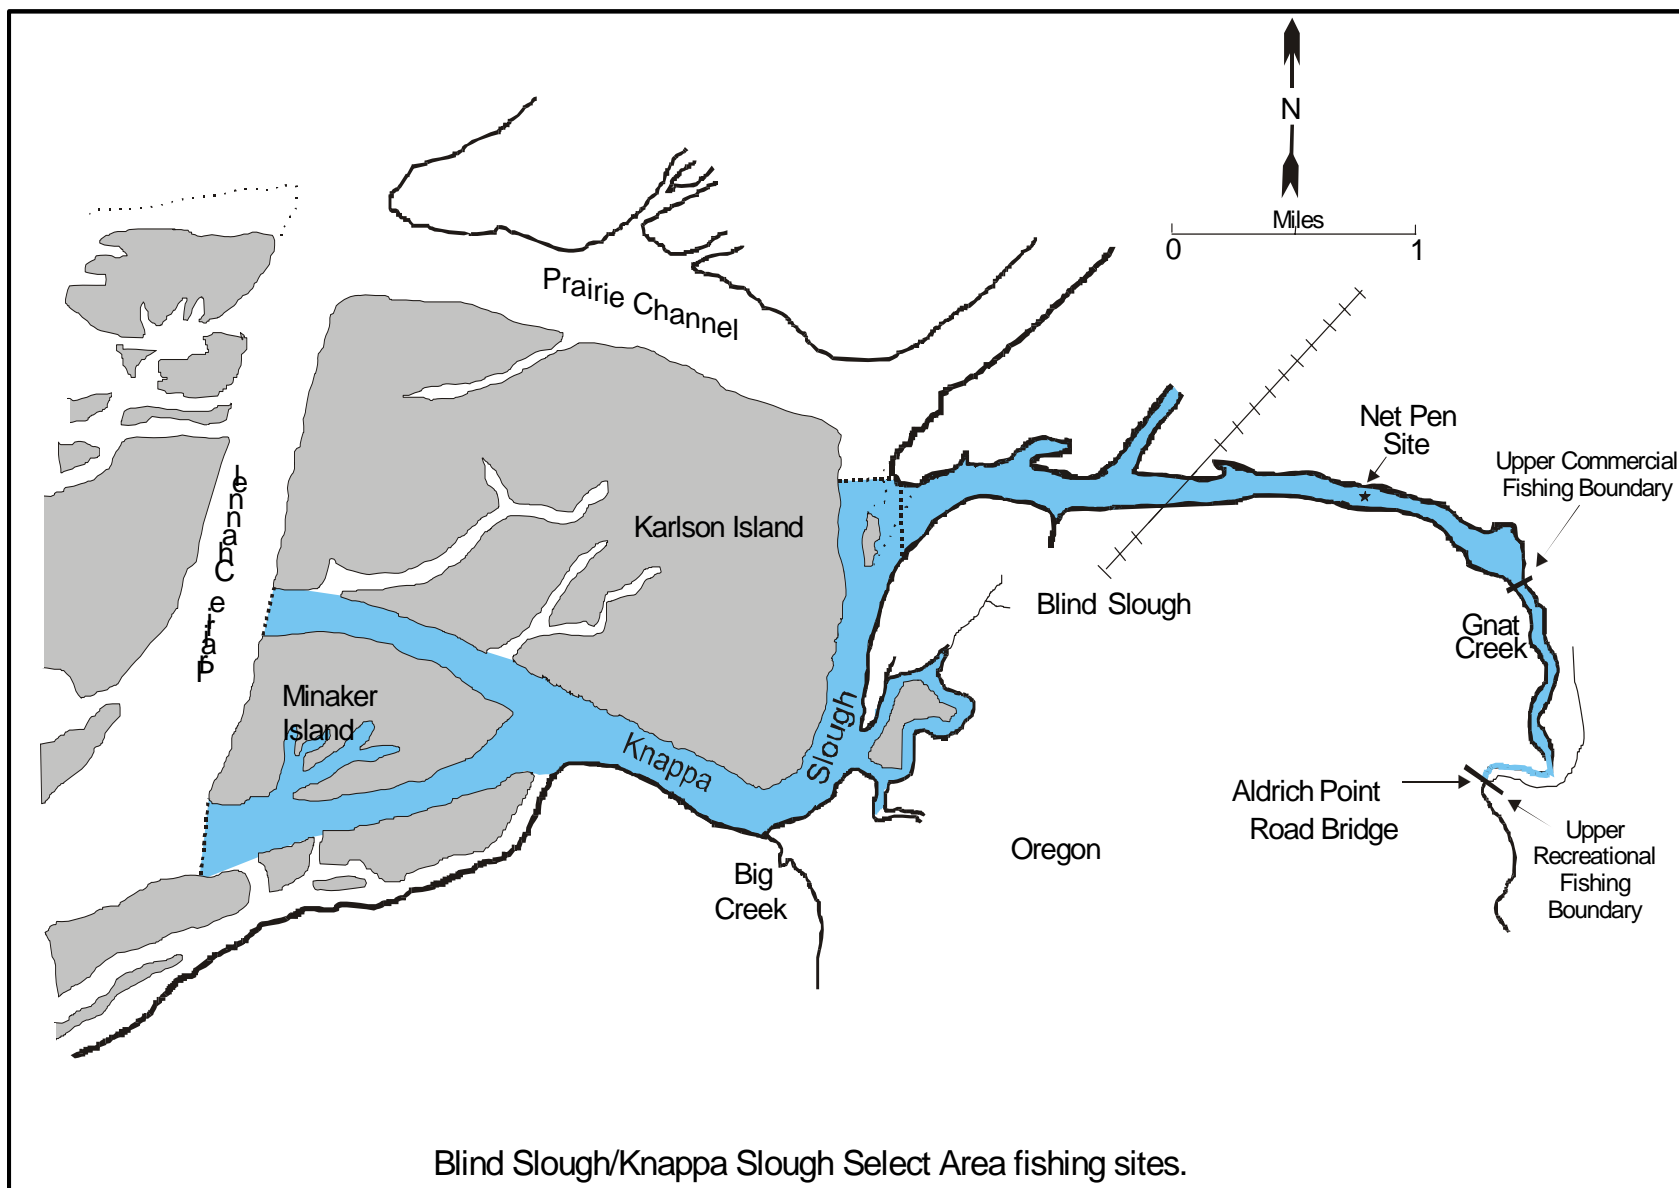 N
Miles
0 1
Prairie Channel
Net Pen
Site
Upper Commercial
Fishing Boundary
Prairie Channel
Karlson Island
Blind Slough
Gnat
Creek
Minaker
Island
Knappa
Slough
Aldrich Point
Road Bridge
Oregon
Upper
Recreational
Fishing
Boundary
Big
Creek
Blind Slough/Knappa Slough Select Area fishing sites.